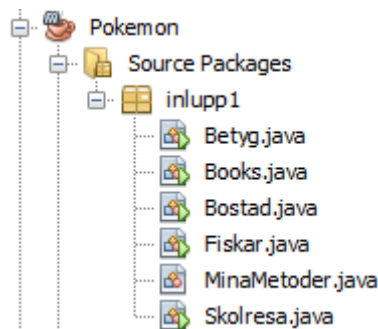 Pokemon
Source Packages
inlupp1
Betyg.java
Books.java
Bostad.java
Fiskar.java
MinaMetoder.java
Skolresa.java